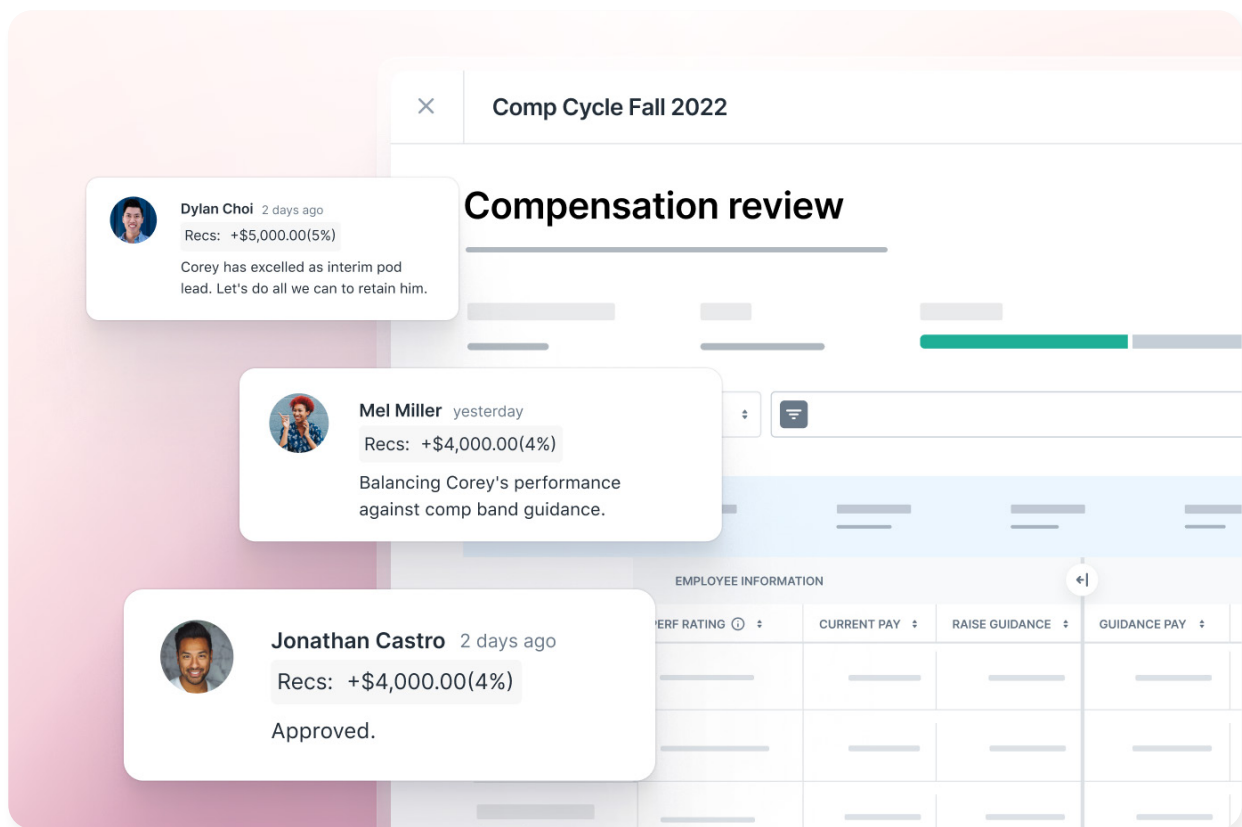 Comp Cycle Fall 2022
Compensation review
Dylan Choi 2 days ago
Recs: +$5,000.00(5%)
Corey has excelled as interim pod
lead. Let's do all we can to retain him.
Mel Miller yesterday
Recs: +$4,000.00(4%)
Balancing Corey's performance
against comp band guidance.
EMPLOYEE INFORMATION
PERF RATING CURRENT PAY RAISE GUIDANCE GUIDANCE PAY
Jonathan Castro 2 days ago
Recs: +$4,000.00(4%)
Approved.